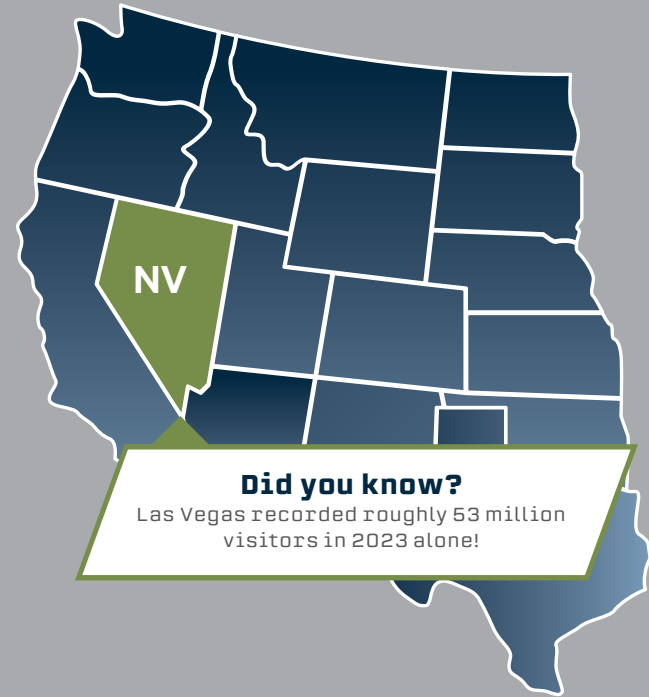 NV
Did you know?
Las Vegas recorded roughly 53 million
visitors in 2023 alone!